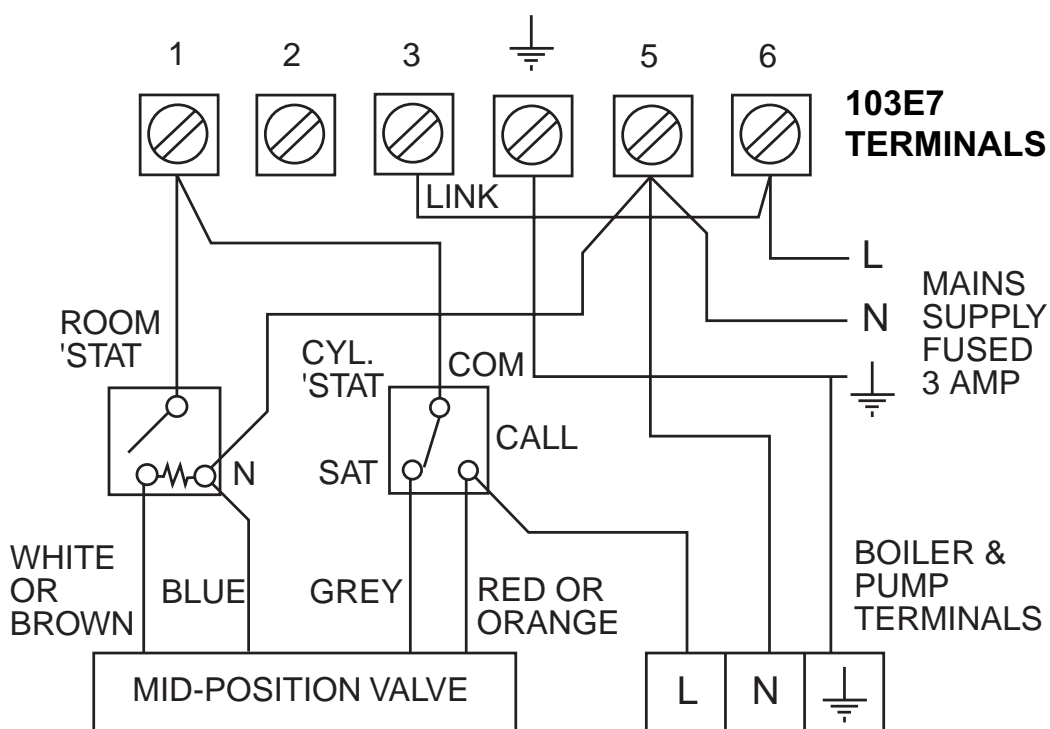 1 2 3 5 6
103E7
TERMINALS
LINK
L
MAINS
SUPPLY
FUSED
3 AMP
N
ROOM
'STAT
CYL.
'STAT
COM
CALL
SAT
N
WHITE
OR
BROWN
BLUE
GREY
RED OR
ORANGE
BOILER &
PUMP
TERMINALS
MID-POSITION VALVE
L N